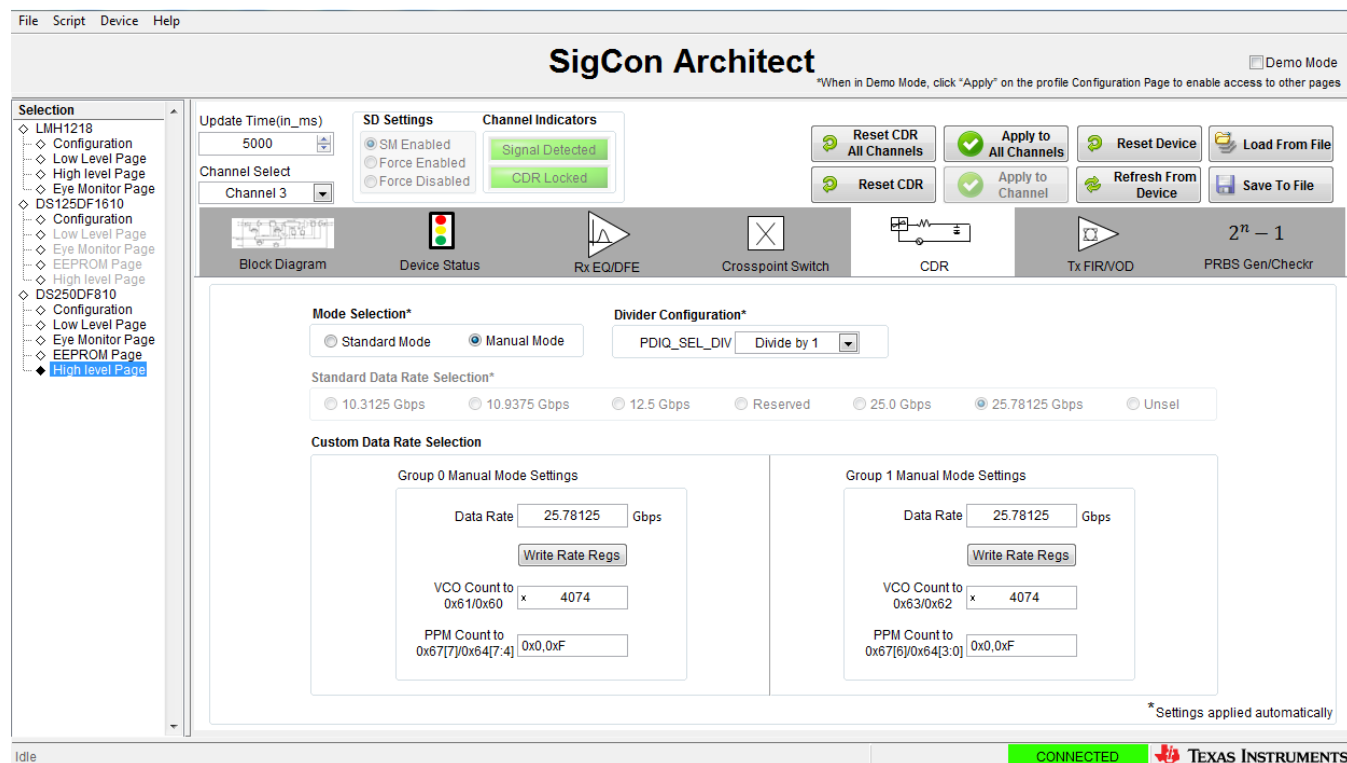 File Script Device Help
SigCon Architect
Demo Mode
*When in Demo Mode, click "Apply" on the profile Configuration Page to enable access to other pages
Selection
LMH1218
Configuration
Low Level Page
High level Page
Eye Monitor Page
DS125DF1610
Configuration
Low Level Page
Eye Monitor Page
EEPROM Page
High level Page
DS250DF810
Configuration
Low Level Page
Eye Monitor Page
EEPROM Page
High level Page
Update Time(in_ms)
5000
Channel Select
Channel 3
SD Settings
SM Enabled
Force Enabled
Force Disabled
Channel Indicators
Signal Detected
CDR Locked
Reset CDR
All Channels
Apply to
All Channels
Reset Device
Load From File
Reset CDR
Apply to
Channel
Refresh From
Device
Save To File
2ⁿ − 1
Block Diagram Device Status Rx EQ/DFE Crosspoint Switch CDR Tx FIR/VOD PRBS Gen/Checkr
Mode Selection*
Standard Mode Manual Mode
Divider Configuration*
PDIQ_SEL_DIV Divide by 1
Standard Data Rate Selection*
10.3125 Gbps 10.9375 Gbps 12.5 Gbps Reserved 25.0 Gbps 25.78125 Gbps Unsel
Custom Data Rate Selection
Group 0 Manual Mode Settings
Data Rate 25.78125 Gbps
Write Rate Regs
VCO Count to
0x61/0x60
x 4074
PPM Count to
0x67[7]/0x64[7:4]
0x0,0xF
Group 1 Manual Mode Settings
Data Rate 25.78125 Gbps
Write Rate Regs
VCO Count to
0x63/0x62
x 4074
PPM Count to
0x67[6]/0x64[3:0]
0x0,0xF
*Settings applied automatically
Idle
CONNECTED
TEXAS INSTRUMENTS